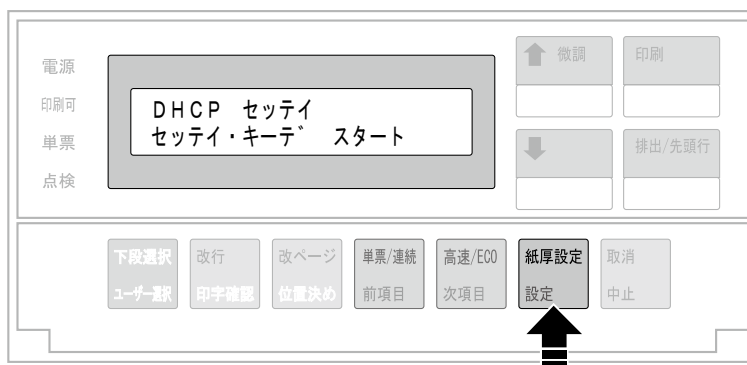 電源
印刷可
単票
点検
DHCP セッテイ
セッテイ・キーデ スタート
微調
印刷
排出/先頭行
下段選択
ユーザー選択
改行
印字確認
改ページ
位置決め
単票/連続
前項目
高速/ECO
次項目
紙厚設定
設定
取消
中止